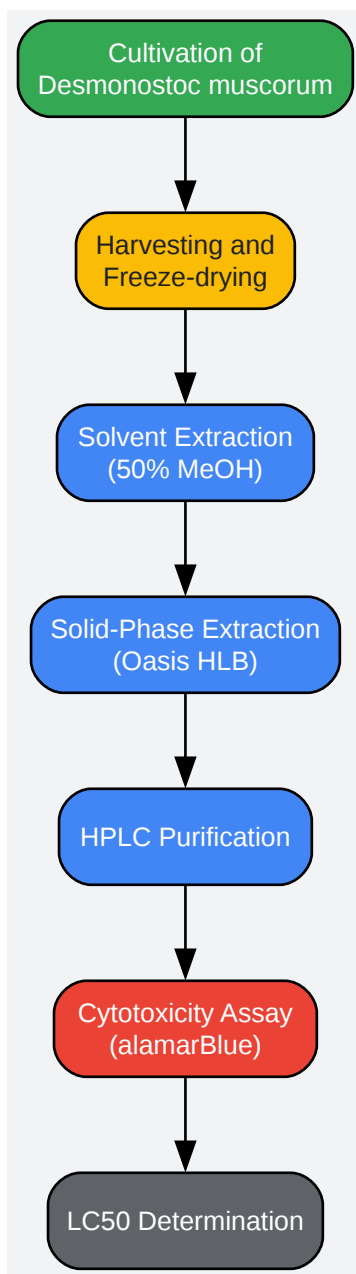 Cultivation of
Desmonostoc muscorum
Harvesting and
Freeze-drying
Solvent Extraction
(50% MeOH)
Solid-Phase Extraction
(Oasis HLB)
HPLC Purification
Cytotoxicity Assay
(alamarBlue)
LC50 Determination